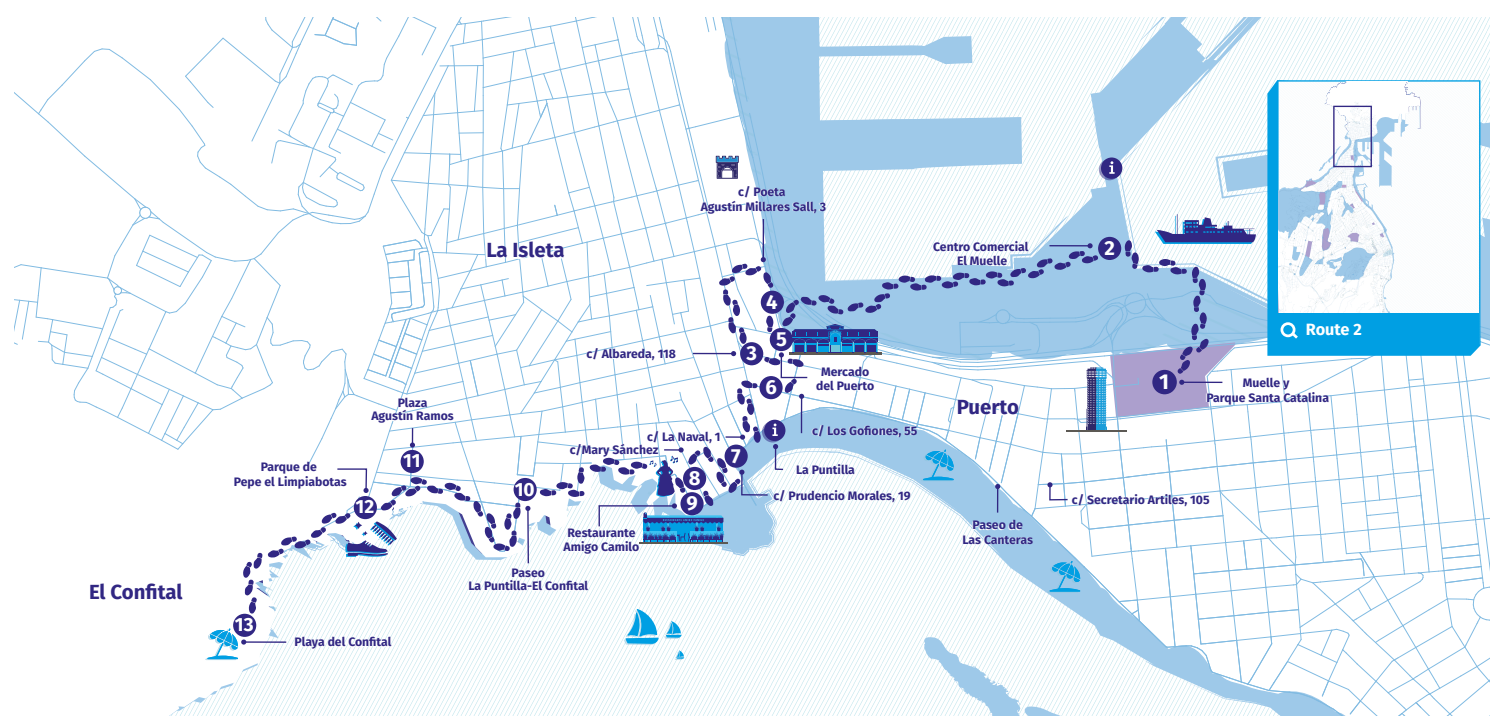 c/ Poeta
Agustín Millares Sall, 3
La Isleta
Centro Comercial
El Muelle
i
2
4
5
3
c/ Albareda, 118
Mercado
del Puerto
6
Puerto
1
Muelle y
Parque Santa Catalina
Route 2
Plaza
Agustín Ramos
c/ La Naval, 1
c/Mary Sánchez
i
c/ Los Gofiones, 55
La Puntilla
7
c/ Prudencio Morales, 19
8
9
Restaurante
Amigo Camilo
c/ Secretario Artiles, 105
Paseo de
Las Canteras
11
Parque de
Pepe el Limpiabotas
12
10
Paseo
La Puntilla-El Confital
El Confital
13
Playa del Confital